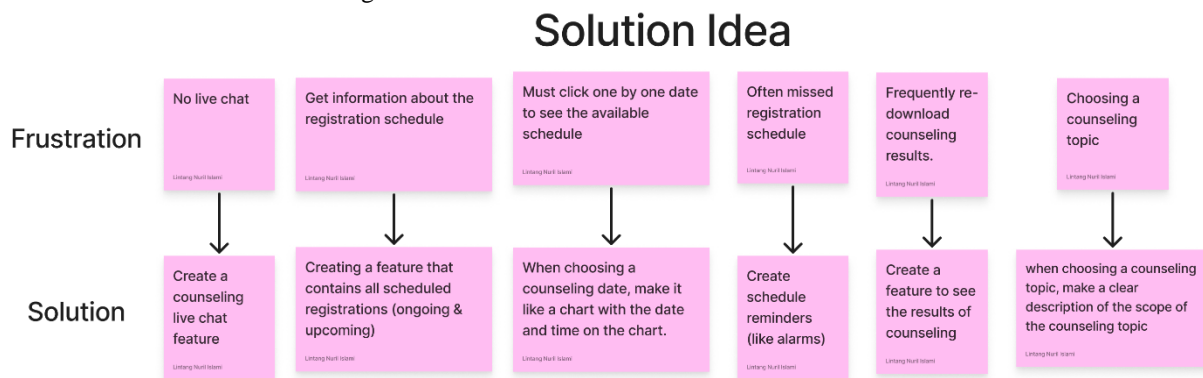 Solution Idea
Frustration
No live chat
Lintang Nuril Islami
Get information about the
registration schedule
Lintang Nuril Islami
Must click one by one date
to see the available
schedule
Lintang Nuril Islami
Often missed
registration
schedule
Lintang Nuril Islami
Frequently re-
download
counseling
results.
Lintang Nuril Islami
Choosing a
counseling
topic
Lintang Nuril Islami
Solution
Create a
counseling
live chat
feature
Lintang Nuril Islami
Creating a feature that
contains all scheduled
registrations (ongoing &
upcoming)
Lintang Nuril Islami
When choosing a
counseling date, make it
like a chart with the date
and time on the chart.
Lintang Nuril Islami
Create
schedule
reminders
(like alarms)
Lintang Nuril Islami
Create a
feature to see
the results of
counseling
Lintang Nuril Islami
when choosing a counseling
topic, make a clear
description of the scope of
the counseling topic
Lintang Nuril Islami